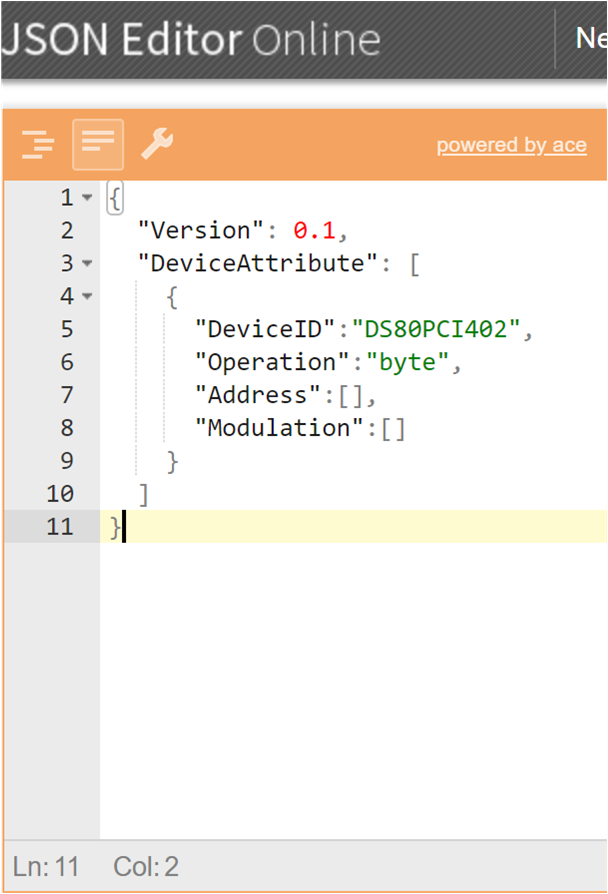 JSON Editor Online
Ne
powered by ace
1 {
2 "Version": 0.1,
3 "DeviceAttribute": [
4 {
5 "DeviceID":"DS80PCI402",
6 "Operation":"byte",
7 "Address":[],
8 "Modulation":[]
9 }
10 ]
11 }
Ln: 11 Col: 2